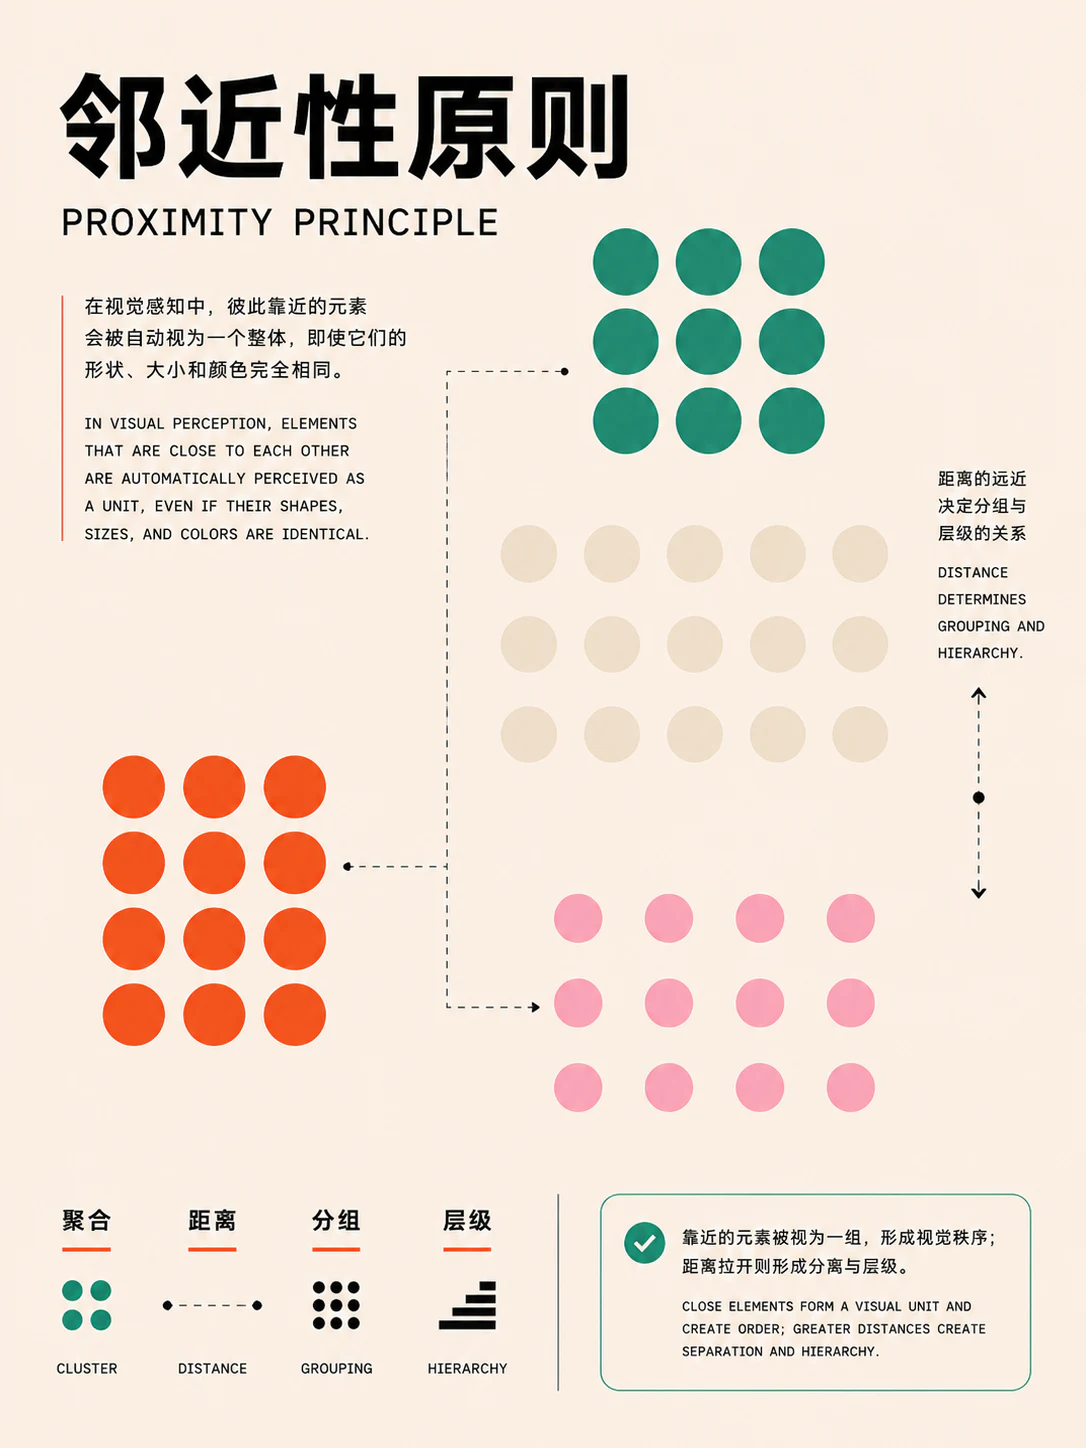 邻近性原则
PROXIMITY PRINCIPLE
在视觉感知中，彼此靠近的元素
会被自动视为一个整体，即使它们的
形状、大小和颜色完全相同。
IN VISUAL PERCEPTION, ELEMENTS
THAT ARE CLOSE TO EACH OTHER
ARE AUTOMATICALLY PERCEIVED AS
A UNIT, EVEN IF THEIR SHAPES,
SIZES, AND COLORS ARE IDENTICAL.
距离的远近
决定分组与
层级的关系
DISTANCE
DETERMINES
GROUPING AND
HIERARCHY.
聚合
距离
分组
层级
CLUSTER
DISTANCE
GROUPING
HIERARCHY
靠近的元素被视为一组，形成视觉秩序；
距离拉开则形成分离与层级。
CLOSE ELEMENTS FORM A VISUAL UNIT AND
CREATE ORDER; GREATER DISTANCES CREATE
SEPARATION AND HIERARCHY.